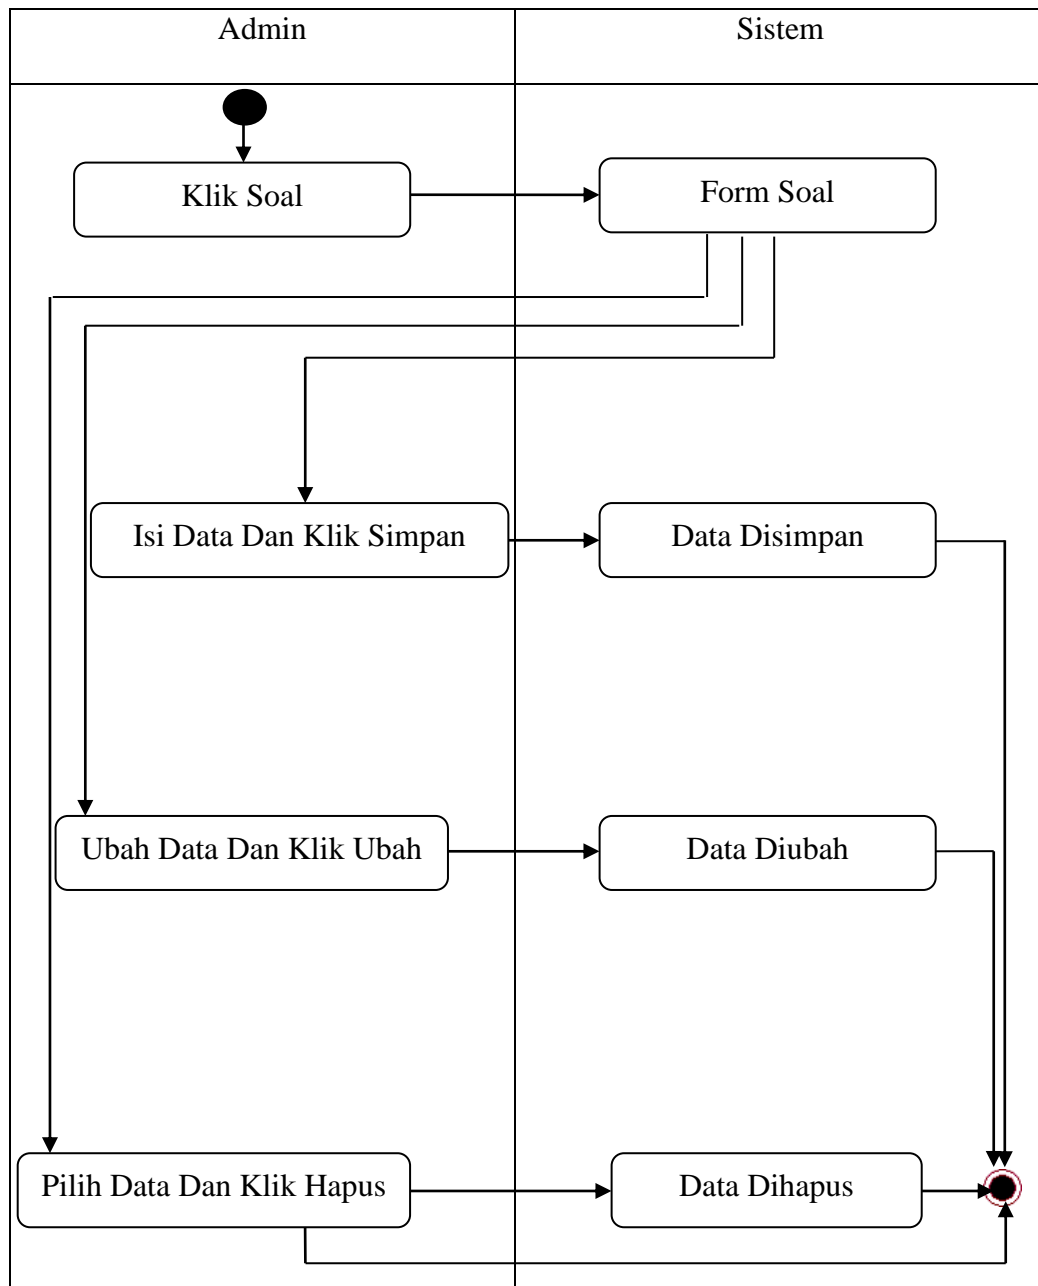 Admin
Sistem
Klik Soal
Form Soal
Isi Data Dan Klik Simpan
Data Disimpan
Ubah Data Dan Klik Ubah
Data Diubah
Pilih Data Dan Klik Hapus
Data Dihapus